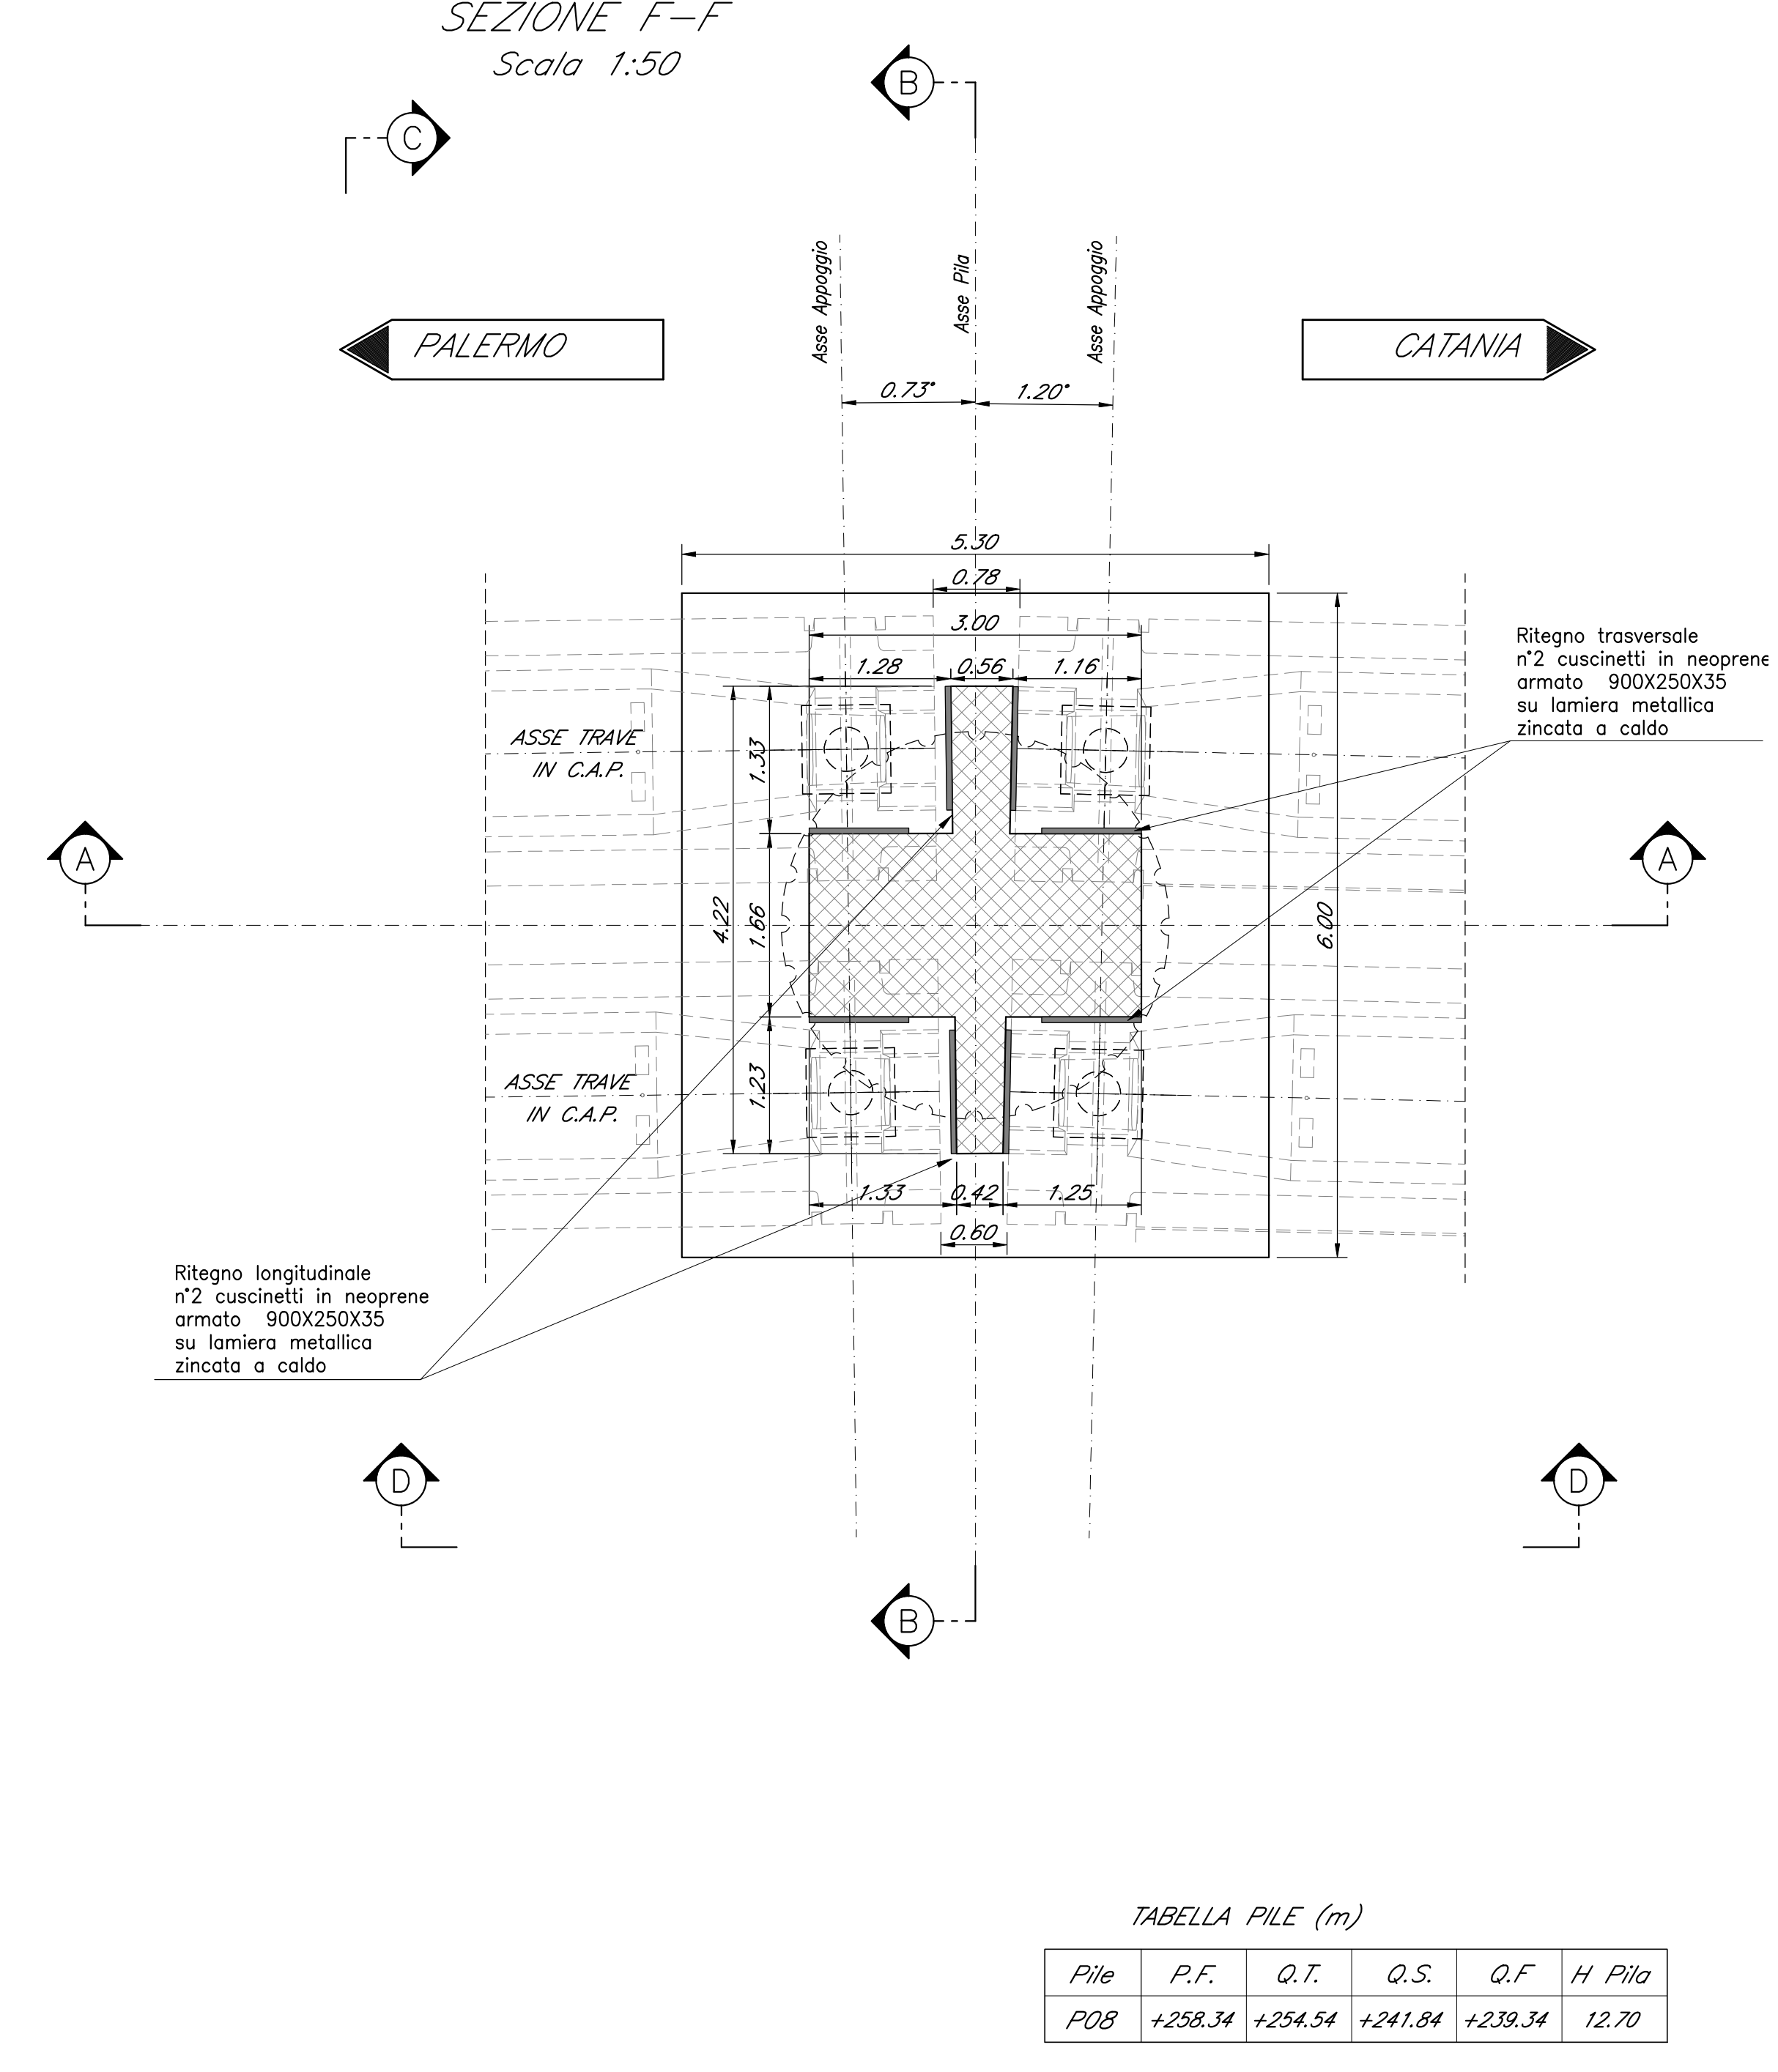 SEZIONE F-F
Scala 1:50
B
C
Asse Appoggio
Asse Pila
Asse Appoggio
PALERMO
CATANIA
0.73°
1.20°
5.30
0.78
3.00
1.28
0.56
1.16
Ritegno trasversale
n°2 cuscinetti in neoprene
armato 900X250X35
su lamiera metallica
zincata a caldo
ASSE TRAVE
IN C.A.P.
1.33
A
A
4.22
1.66
6.00
1.23
ASSE TRAVE
IN C.A.P.
1.33
0.42
1.25
0.60
Ritegno longitudinale
n°2 cuscinetti in neoprene
armato 900X250X35
su lamiera metallica
zincata a caldo
D
D
B
TABELLA PILE (m)
Pile P.F. Q.T. Q.S. Q.F H Pila
P08 +258.34 +254.54 +241.84 +239.34 12.70